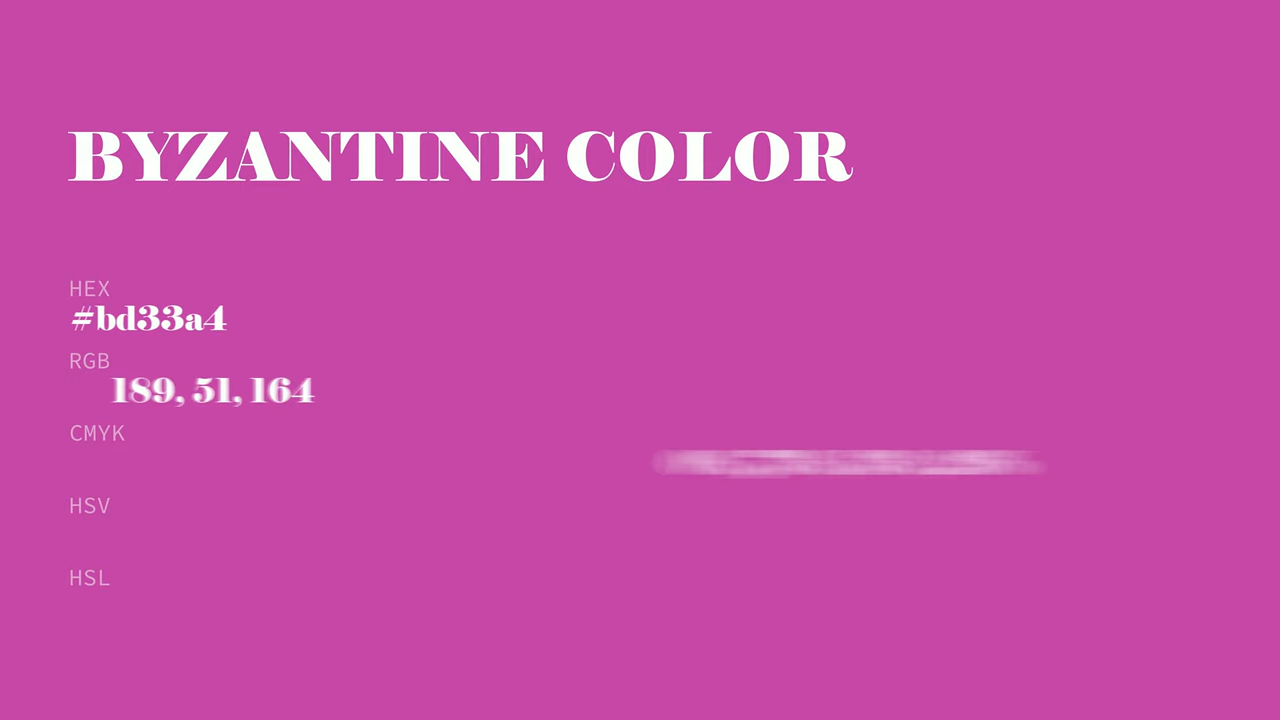 BYZANTINE COLOR
HEX
#bd33a4
RGB
189, 51, 164
CMYK
HSV
HSL